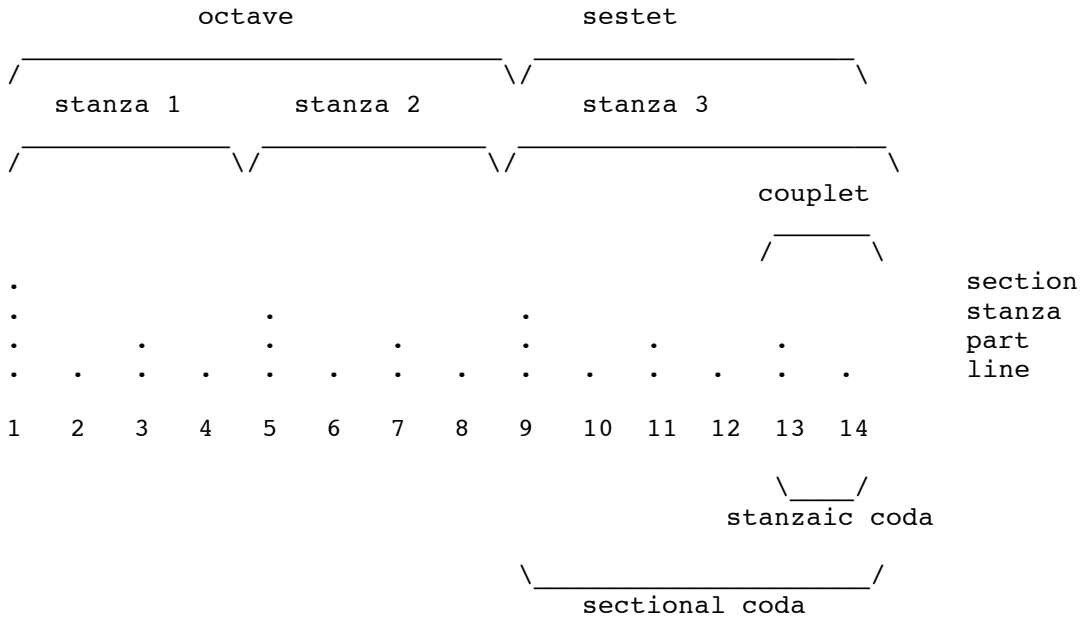 octave sestet
stanza 1 stanza 2 stanza 3
couplet
section
stanza
part
line
1 2 3 4 5 6 7 8 9 10 11 12 13 14
stanzaic coda
sectional coda